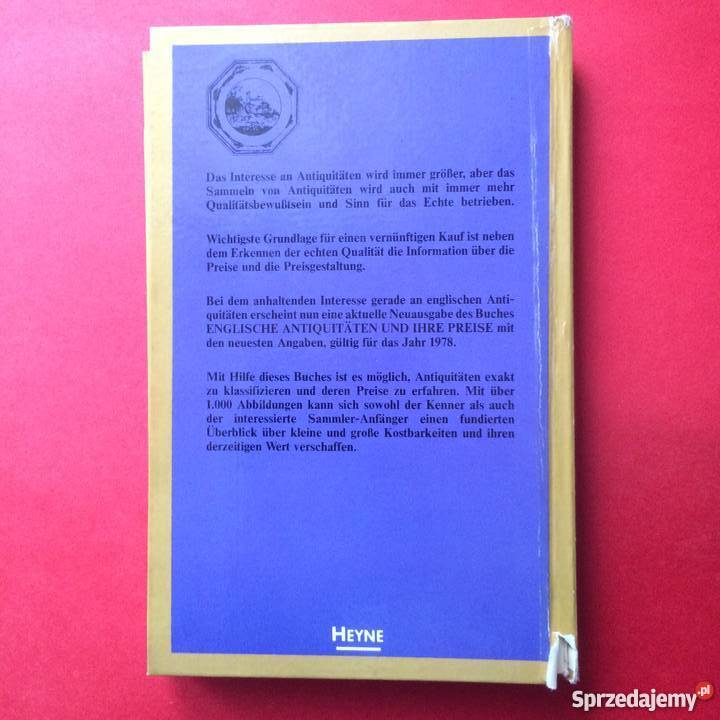 Das Interesse an Antiquitäten wird immer größer, aber das
Sammeln von Antiquitäten wird auch mit immer mehr
Qualitätsbewußtsein und Sinn für das Echte betrieben.
Wichtigste Grundlage für einen vernünftigen Kauf ist neben
dem Erkennen der echten Qualität die Information über die
Preise und die Preisgestaltung.
Bei dem anhaltenden Interesse gerade an englischen Anti-
quitäten erscheint nun eine aktuelle Neuausgabe des Buches
ENGLISCHE ANTIQUITÄTEN UND IHRE PREISE mit
den neuesten Angaben, gültig für das Jahr 1978.
Mit Hilfe dieses Buches ist es möglich, Antiquitäten exakt
zu klassifizieren und deren Preise zu erfahren. Mit über
1.000 Abbildungen kann sich sowohl der Kenner als auch
der interessierte Sammler-Anfänger einen fundierten
Überblick über kleine und große Kostbarkeiten und ihren
derzeitigen Wert verschaffen.
HEYNE
Sprzedajemy.pl